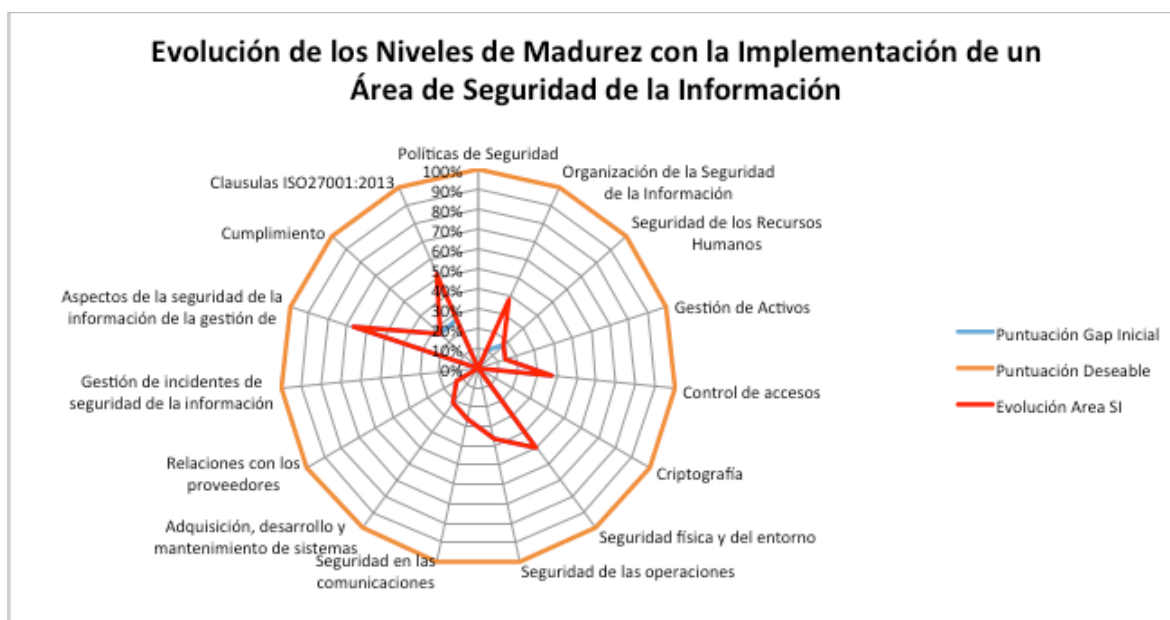 Evolución de los Niveles de Madurez con la Implementación de un
Área de Seguridad de la Información
Políticas de Seguridad
Organización de la Seguridad
de la Información
Seguridad de los Recursos
Humanos
Gestión de Activos
Control de accesos
Criptografía
Seguridad física y del entorno
Seguridad de las operaciones
Seguridad en las
comunicaciones
Adquisición, desarrollo y
mantenimiento de sistemas
Relaciones con los
proveedores
Gestión de incidentes de
seguridad de la información
Aspectos de la seguridad de la
información de la gestión de
Cumplimiento
Clausulas ISO27001:2013
100%
90%
80%
70%
60%
50%
40%
30%
20%
10%
0%
Puntuación Gap Inicial
Puntuación Deseable
Evolución Area SI